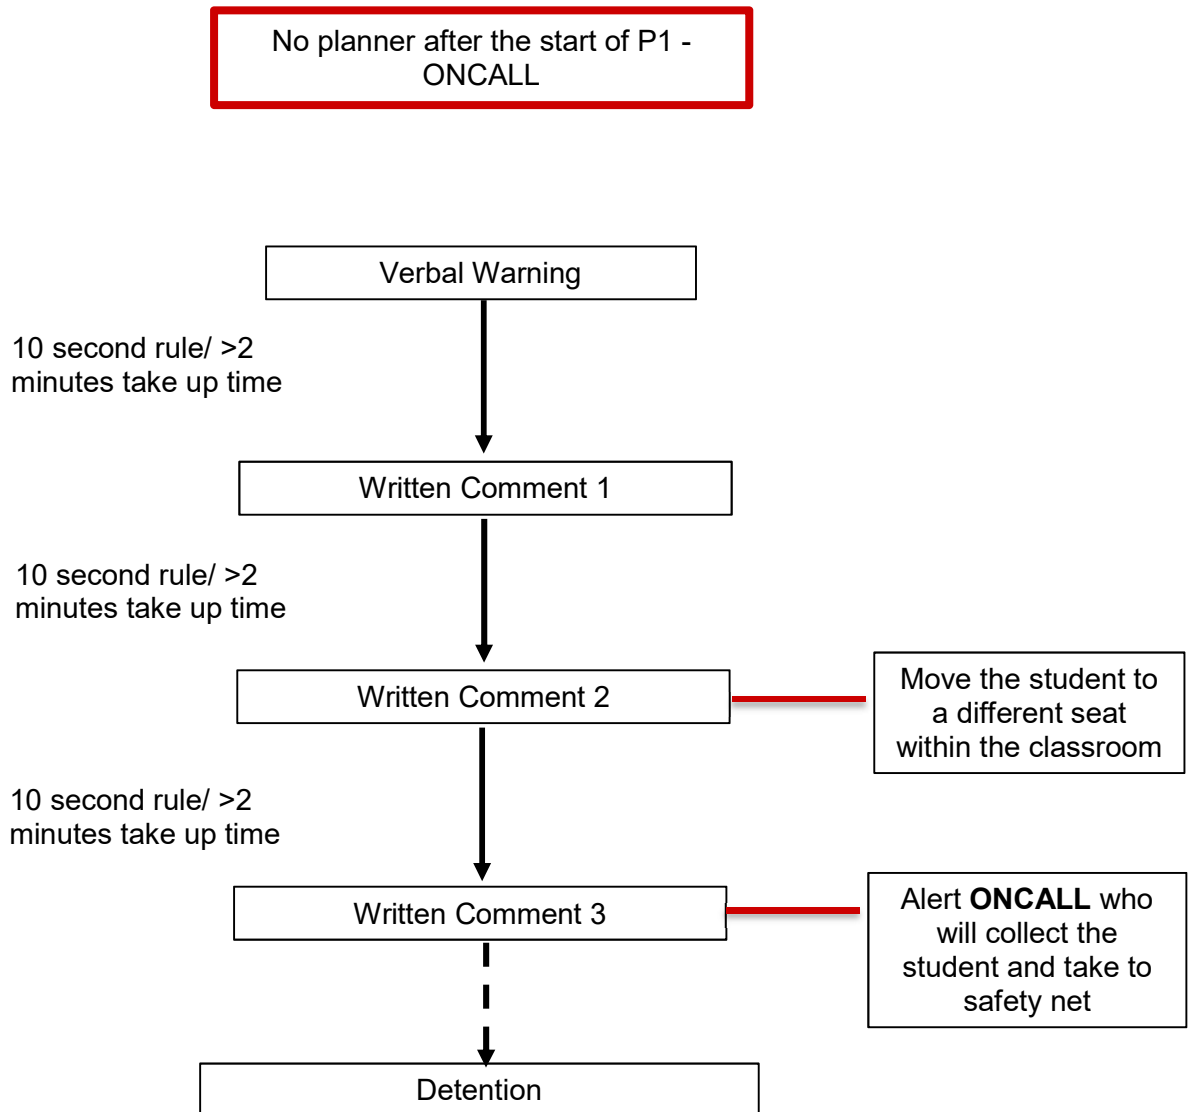 No planner after the start of P1 -
ONCALL
Verbal Warning
10 second rule/ >2
minutes take up time
Written Comment 1
10 second rule/ >2
minutes take up time
Written Comment 2
Move the student to
a different seat
within the classroom
10 second rule/ >2
minutes take up time
Written Comment 3
Alert ONCALL who
will collect the
student and take to
safety net
Detention